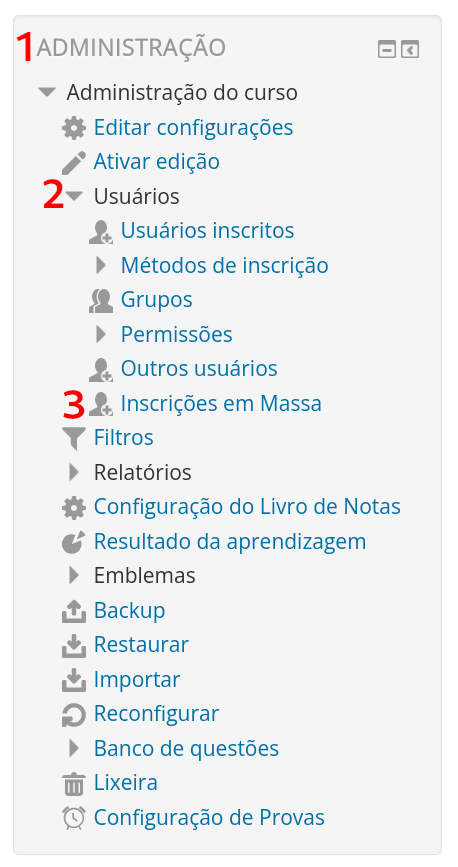 1 ADMINISTRAÇÃO
Administração do curso
Editar configurações
Ativar edição
2 Usuários
Usuários inscritos
Métodos de inscrição
Grupos
Permissões
Outros usuários
3 Inscrições em Massa
Filtros
Relatórios
Configuração do Livro de Notas
Resultado da aprendizagem
Emblemas
Backup
Restaurar
Importar
Reconfigurar
Banco de questões
Lixeira
Configuração de Provas